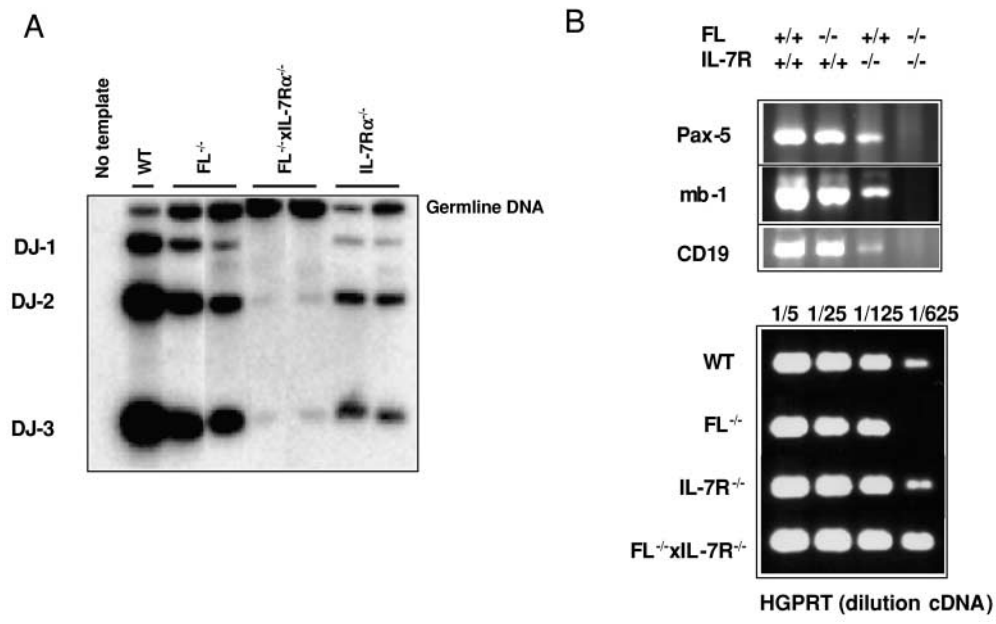 A
No template
WT
FL-/-
FL-/-xIL-7Rα-/-
IL-7Rα-/-
Germline DNA
DJ-1
DJ-2
DJ-3
B
FL +/+ -/- +/+ -/-
IL-7R +/+ +/+ -/- -/-
Pax-5
mb-1
CD19
1/5 1/25 1/125 1/625
WT
FL-/-
IL-7R-/-
FL-/-xIL-7R-/-
HGPRT (dilution cDNA)